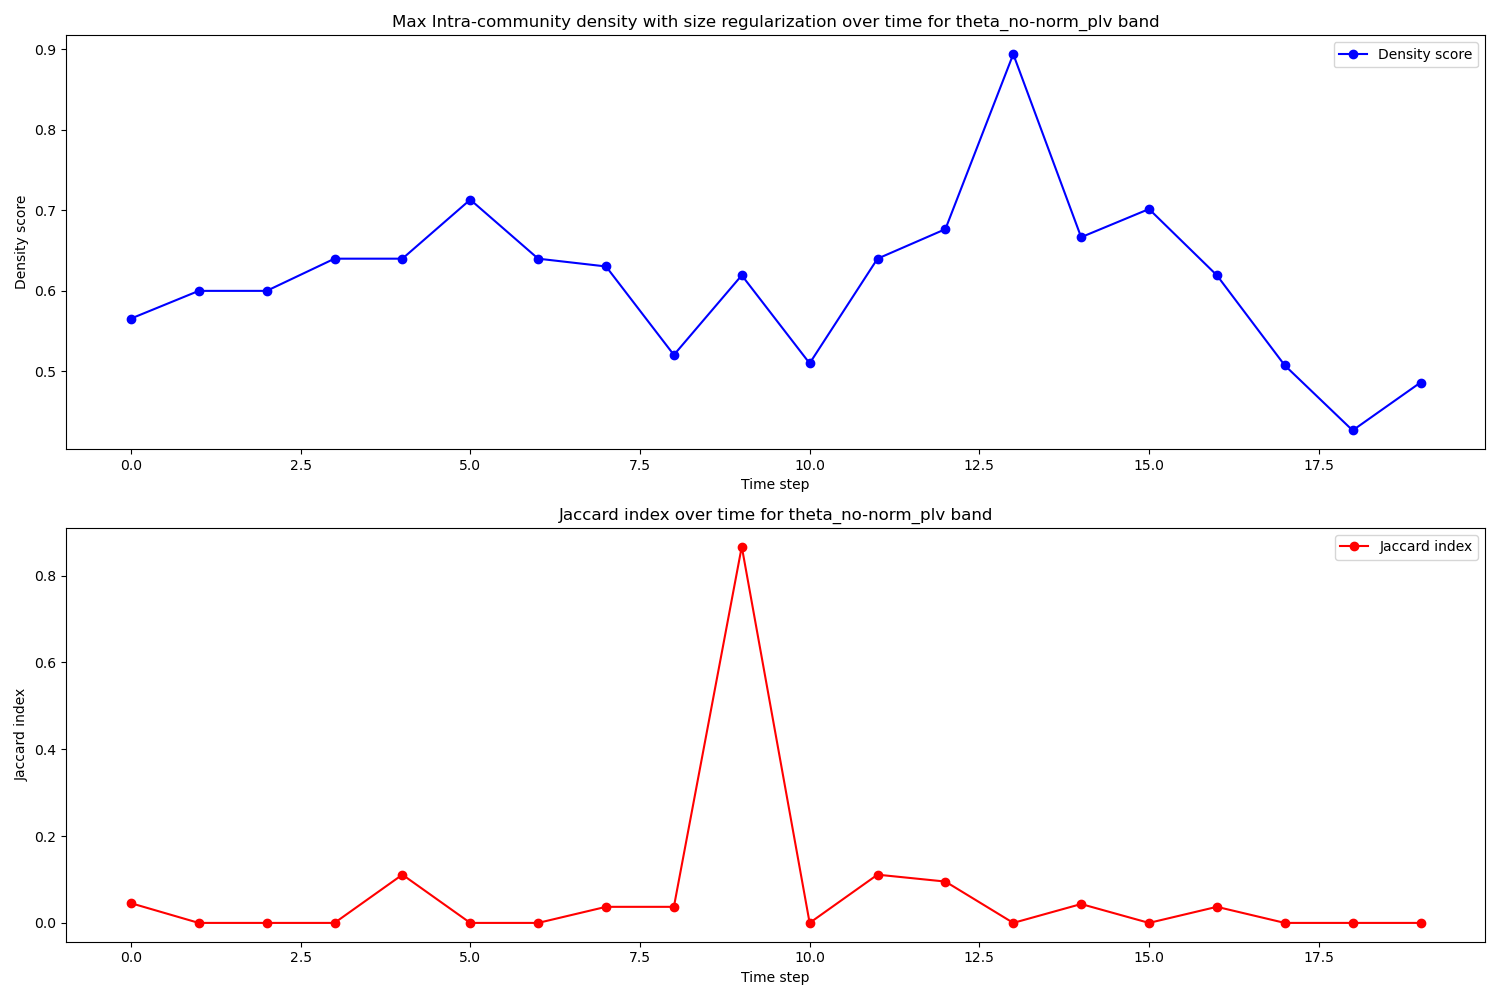 Max Intra-community density with size regularization over time for theta_no-norm_plv band
Density score
0.9
0.8
0.7
0.6
0.5
Density score
0.0 2.5 5.0 7.5 10.0 12.5 15.0 17.5
Time step
Jaccard index over time for theta_no-norm_plv band
Jaccard index
0.8
0.6
0.4
0.2
0.0
Jaccard index
0.0 2.5 5.0 7.5 10.0 12.5 15.0 17.5
Time step